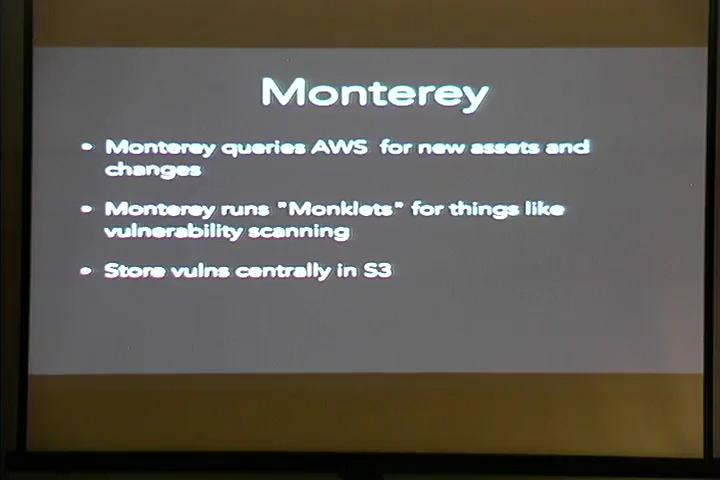 Monterey
• Monterey queries AWS for new assets and
changes
• Monterey runs "Monklets" for things like
vulnerability scanning
• Store vulns centrally in S3